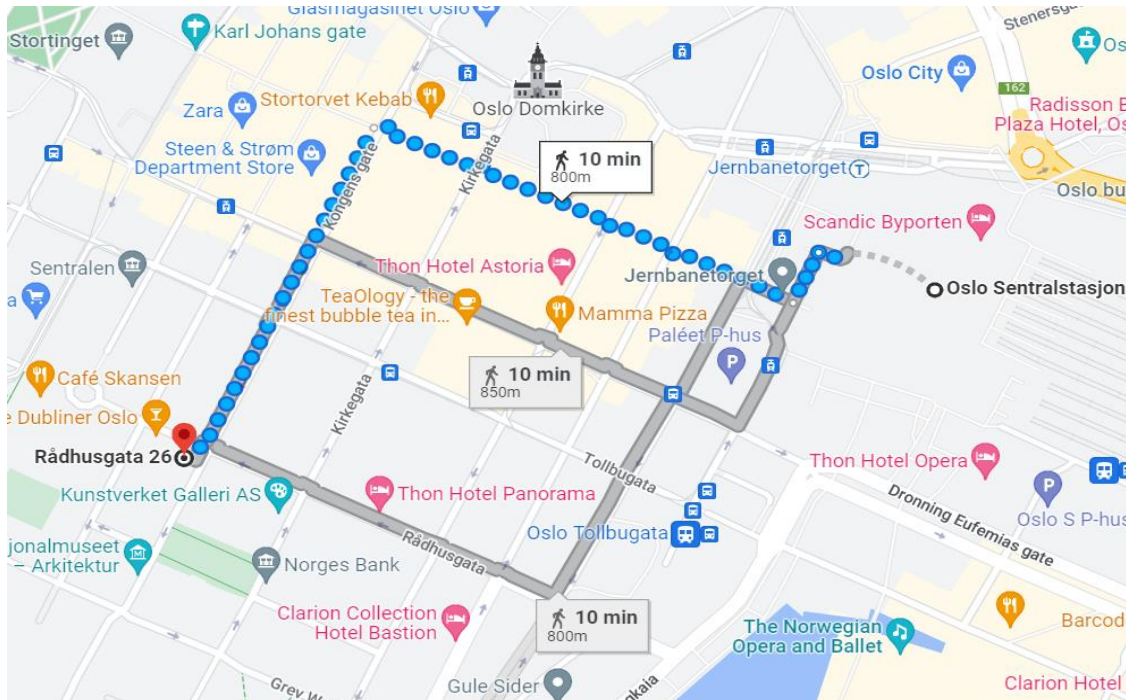 Glasmagasinet Oslo
Stenersg
Stortinget
Karl Johans gate
Os
Oslo City
162
Stortorvet Kebab
Oslo Domkirke
Radisson B
Plaza Hotel, Os
Zara
Steen & Strøm
Department Store
Kirkegata
10 min
800m
Jernbanetorget T
Oslo bu
Kongens gate
Scandic Byporten
Sentralen
Thon Hotel Astoria
Jernbanetorget
Oslo Sentralstasjon
a
TeaOlogy - the
finest bubble tea in...
Mamma Pizza
Paléet P-hus
P
10 min
850m
Café Skansen
e Dubliner Oslo
Kirkegata
Rådhusgata 26
Tollbugata
Thon Hotel Opera
Kunstverket Galleri AS
Thon Hotel Panorama
Dronning Eufemias gate
P
Oslo S P-hus
Oslo Tollbugata
jonalmuseet
– Arkitektur
Rådhusgata
Norges Bank
10 min
800m
Clarion Collection
Hotel Bastion
The Norwegian
Opera and Ballet
Barcod
Gule Sider
Clarion Hotel
Grev W
ngkaia